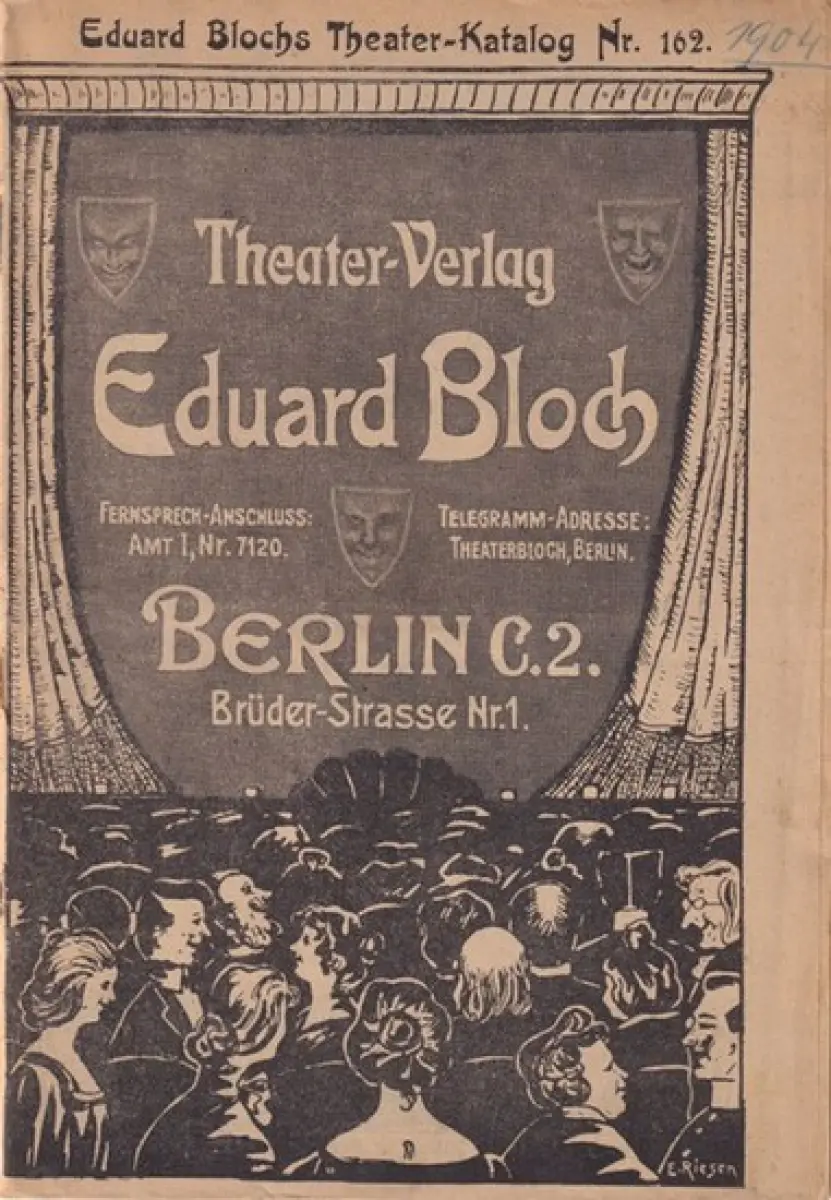 Eduard Blochs Theater-Katalog Nr. 162. 1904
Theater-Verlag
Eduard Bloch
FERNSPRECH-ANSCHLUSS:
AMT I, Nr. 7120.
TELEGRAMM-ADRESSE:
THEATERBLOCH, BERLIN.
BERLIN C.2.
Brüder-Strasse Nr.1.
E. Riesen